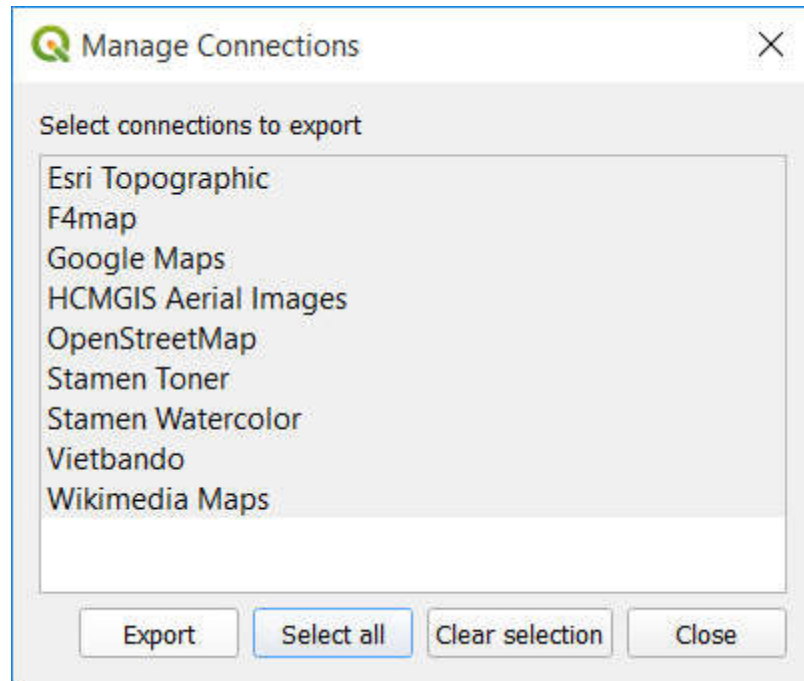 Manage Connections
Select connections to export
Esri Topographic
F4map
Google Maps
HCMGIS Aerial Images
OpenStreetMap
Stamen Toner
Stamen Watercolor
Vietbando
Wikimedia Maps
Export Select all Clear selection Close